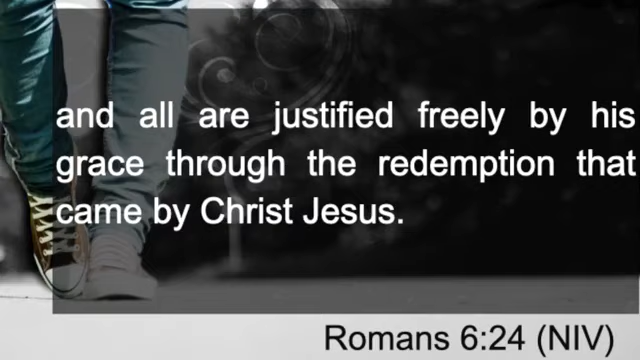 and all are justified freely by his
grace through the redemption that
came by Christ Jesus.
Romans 6:24 (NIV)